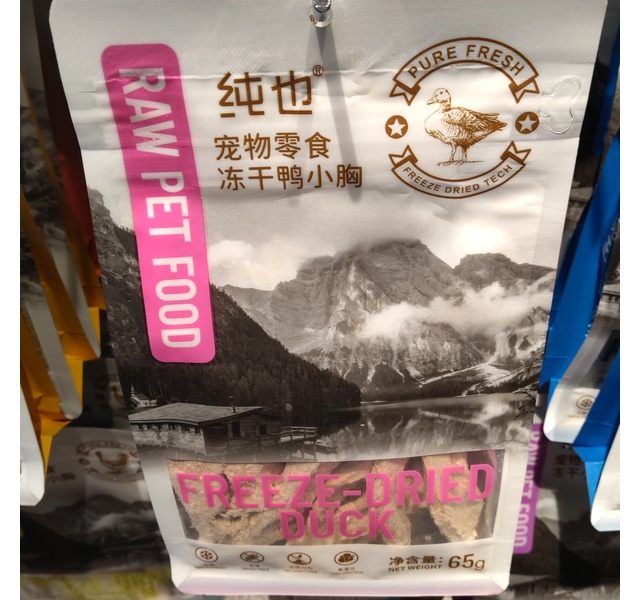 RAW PET FOOD
纯也®
宠物零食
冻干鸭小胸
PURE FRESH
FREEZE DRIED TECH
FREEZE-DRIED
DUCK
净含量:
NET WEIGHT
65g